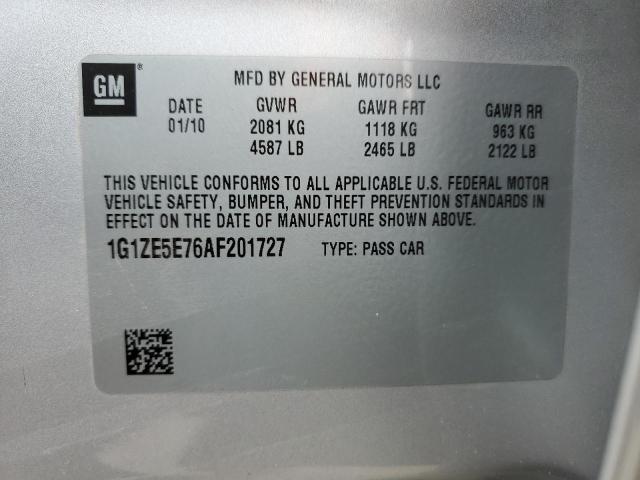 GM ®
MFD BY GENERAL MOTORS LLC
DATE GVWR GAWR FRT GAWR RR
01/10 2081 KG 1118 KG 963 KG
4587 LB 2465 LB 2122 LB
THIS VEHICLE CONFORMS TO ALL APPLICABLE U.S. FEDERAL MOTOR
VEHICLE SAFETY, BUMPER, AND THEFT PREVENTION STANDARDS IN
EFFECT ON THE DATE OF MANUFACTURE SHOWN ABOVE.
1G1ZE5E76AF201727 TYPE: PASS CAR